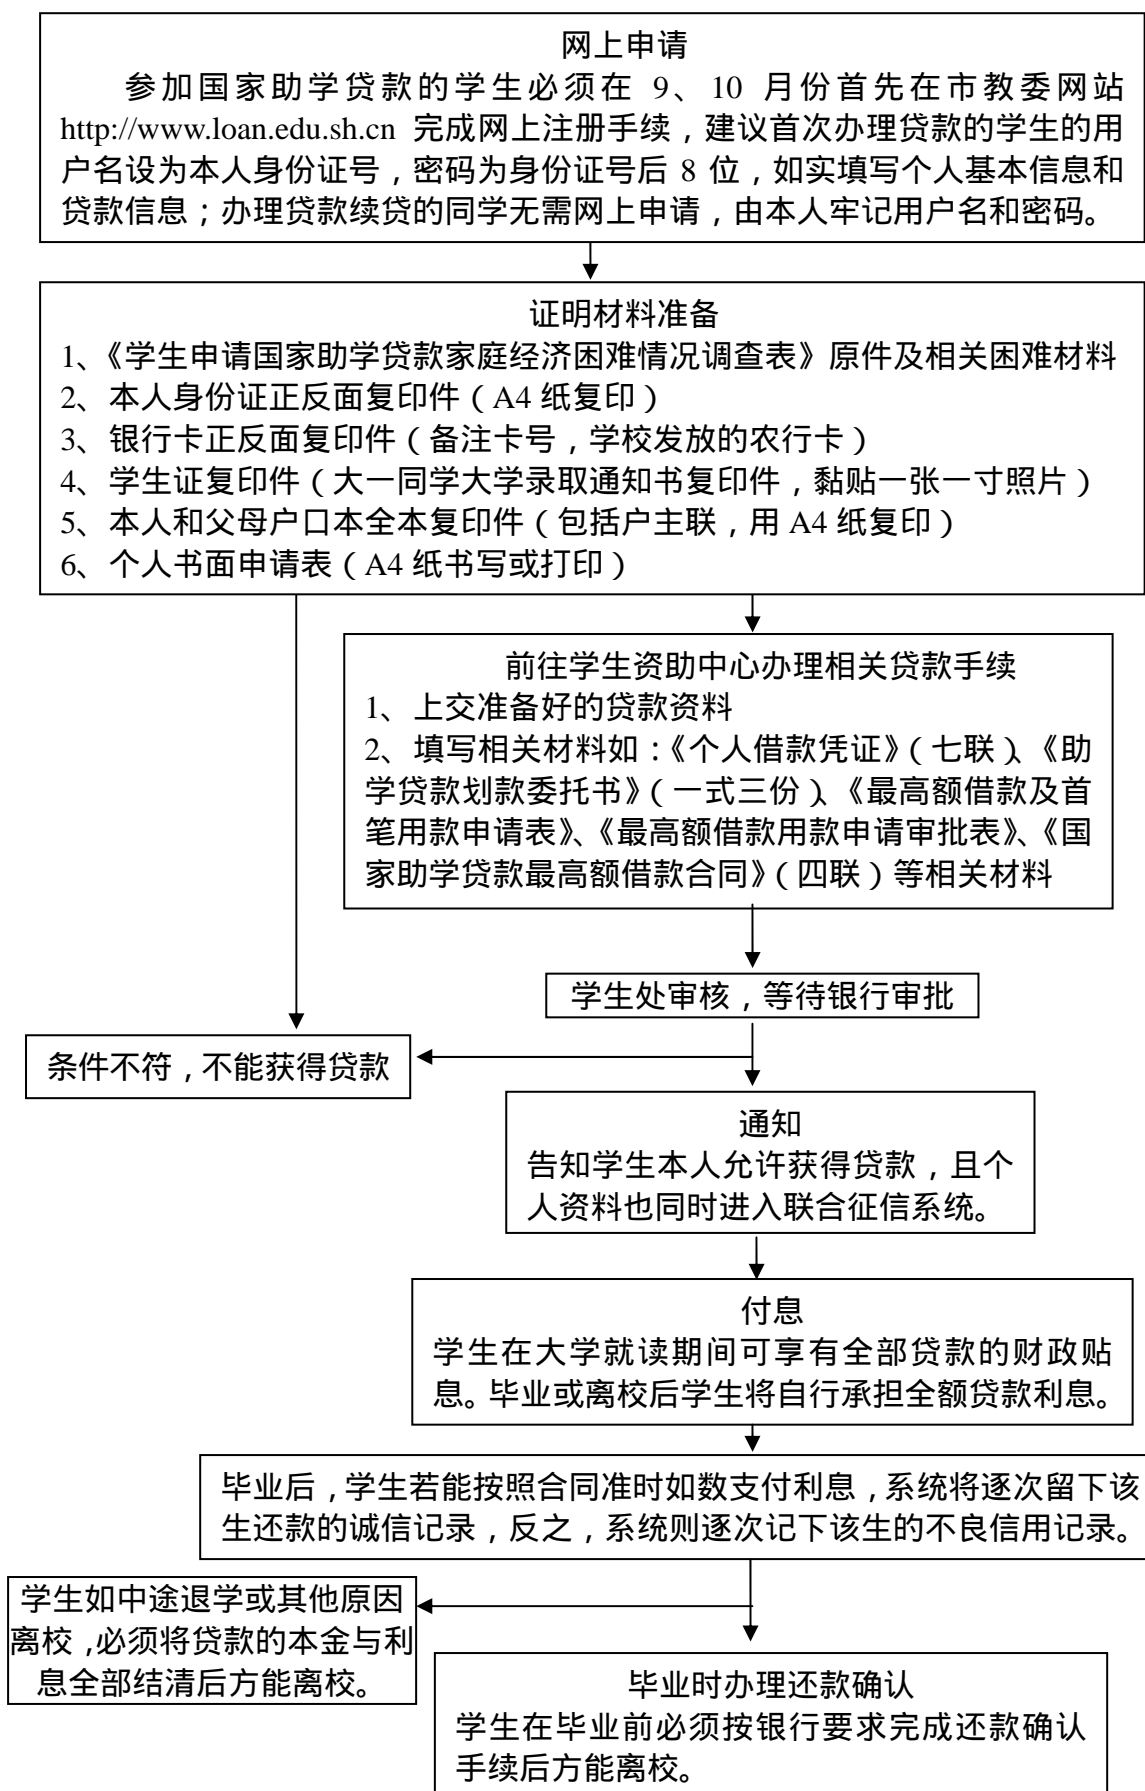 网上申请
参加国家助学贷款的学生必须在 9、10 月份首先在市教委网站
http://www.loan.edu.sh.cn 完成网上注册手续，建议首次办理贷款的学生的用
户名设为本人身份证号，密码为身份证号后 8 位，如实填写个人基本信息和
贷款信息；办理贷款续贷的同学无需网上申请，由本人牢记用户名和密码。
证明材料准备
1、《学生申请国家助学贷款家庭经济困难情况调查表》原件及相关困难材料
2、本人身份证正反面复印件（A4 纸复印）
3、银行卡正反面复印件（备注卡号，学校发放的农行卡）
4、学生证复印件（大一同学大学录取通知书复印件，黏贴一张一寸照片）
5、本人和父母户口本全本复印件（包括户主联，用 A4 纸复印）
6、个人书面申请表（A4 纸书写或打印）
前往学生资助中心办理相关贷款手续
1、上交准备好的贷款资料
2、填写相关材料如：《个人借款凭证》（七联）、《助
学贷款划款委托书》（一式三份）、《最高额借款及首
笔用款申请表》、《最高额借款用款申请审批表》、《国
家助学贷款最高额借款合同》（四联）等相关材料
学生处审核，等待银行审批
条件不符，不能获得贷款
通知
告知学生本人允许获得贷款，且个
人资料也同时进入联合征信系统。
付息
学生在大学就读期间可享有全部贷款的财政贴
息。毕业或离校后学生将自行承担全额贷款利息。
毕业后，学生若能按照合同准时如数支付利息，系统将逐次留下该
生还款的诚信记录，反之，系统则逐次记下该生的不良信用记录。
学生如中途退学或其他原因
离校，必须将贷款的本金与利
息全部结清后方能离校。
毕业时办理还款确认
学生在毕业前必须按银行要求完成还款确认
手续后方能离校。